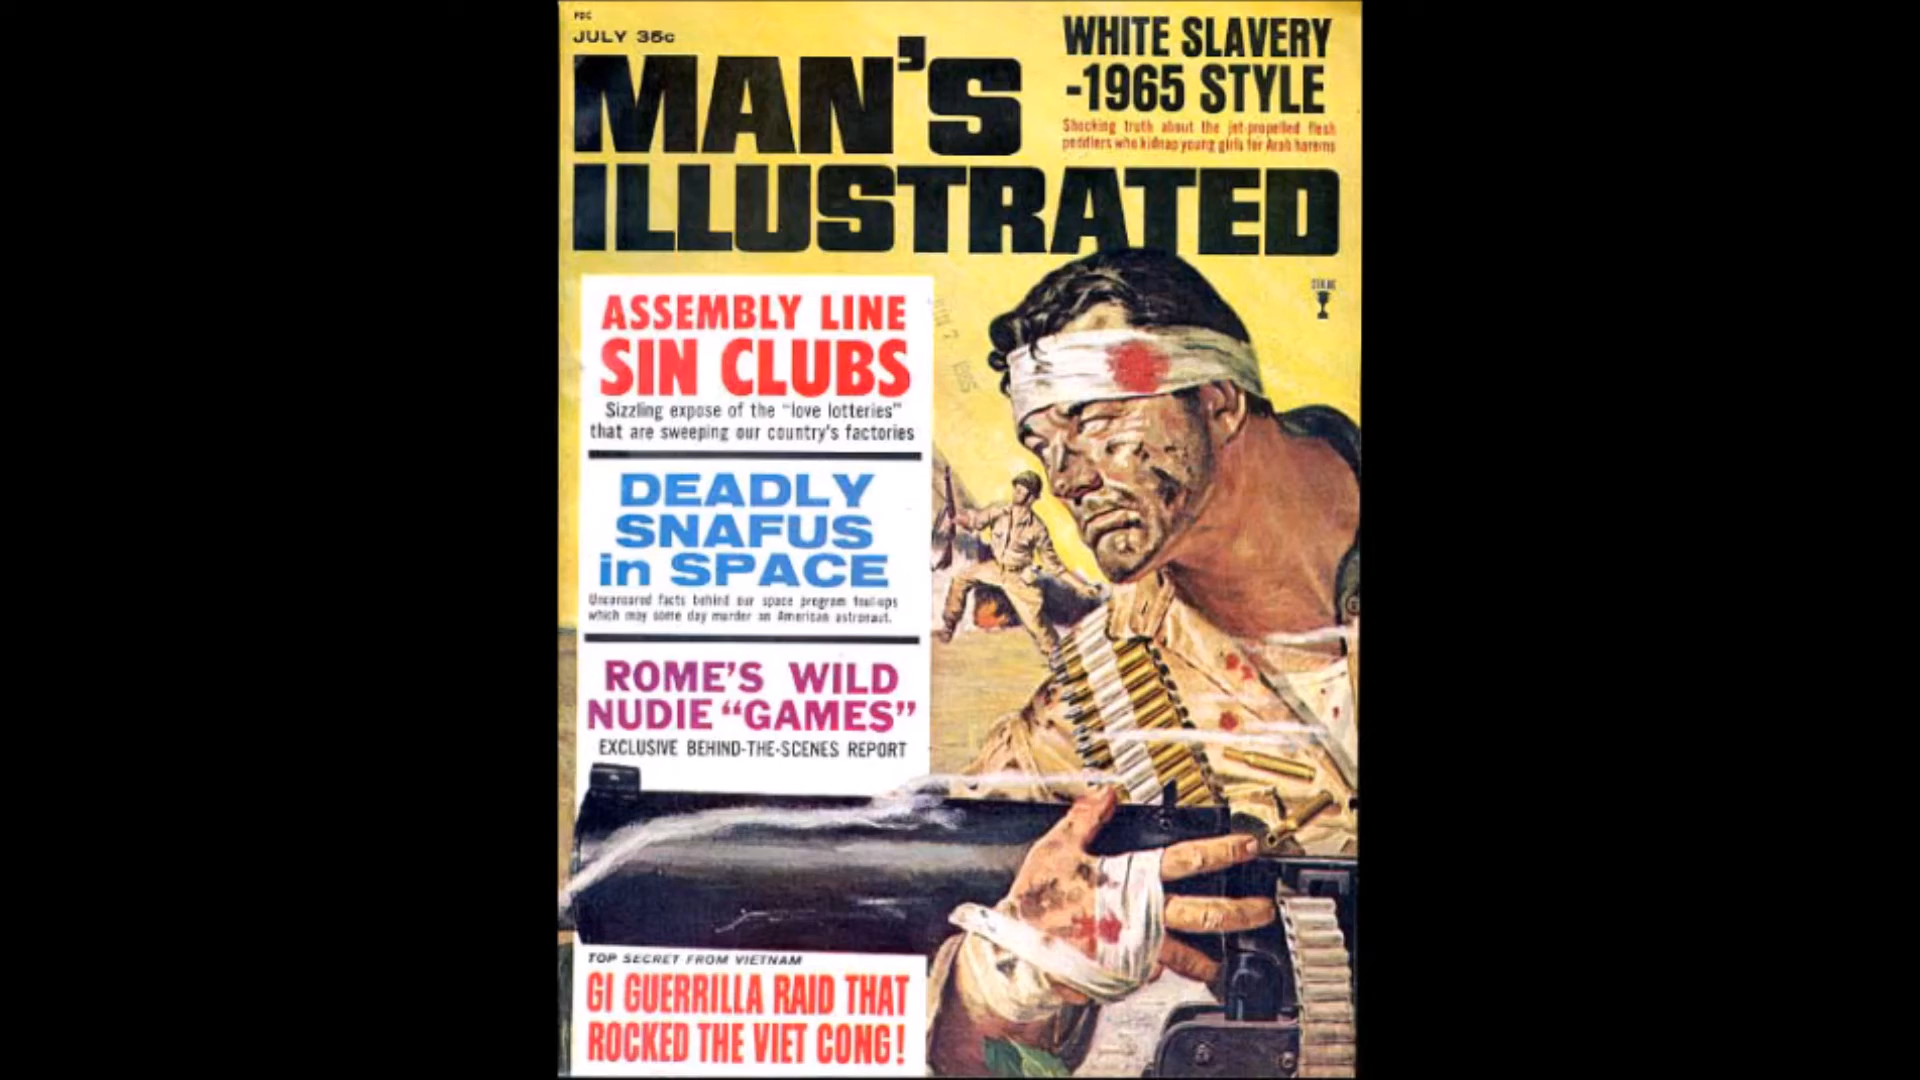 PDC
JULY 35c
MAN'S
ILLUSTRATED
WHITE SLAVERY
-1965 STYLE
Shocking truth about the jet-propelled flesh
peddlers who kidnap young girls for Arab harems
ASSEMBLY LINE
SIN CLUBS
Sizzling expose of the "love lotteries"
that are sweeping our country's factories
DEADLY
SNAFUS
in SPACE
Uncensored facts behind our space program foul-ups
which may some day murder an American astronaut.
ROME'S WILD
NUDIE "GAMES"
EXCLUSIVE BEHIND-THE-SCENES REPORT
TOP SECRET FROM VIETNAM
GI GUERRILLA RAID THAT
ROCKED THE VIET CONG!